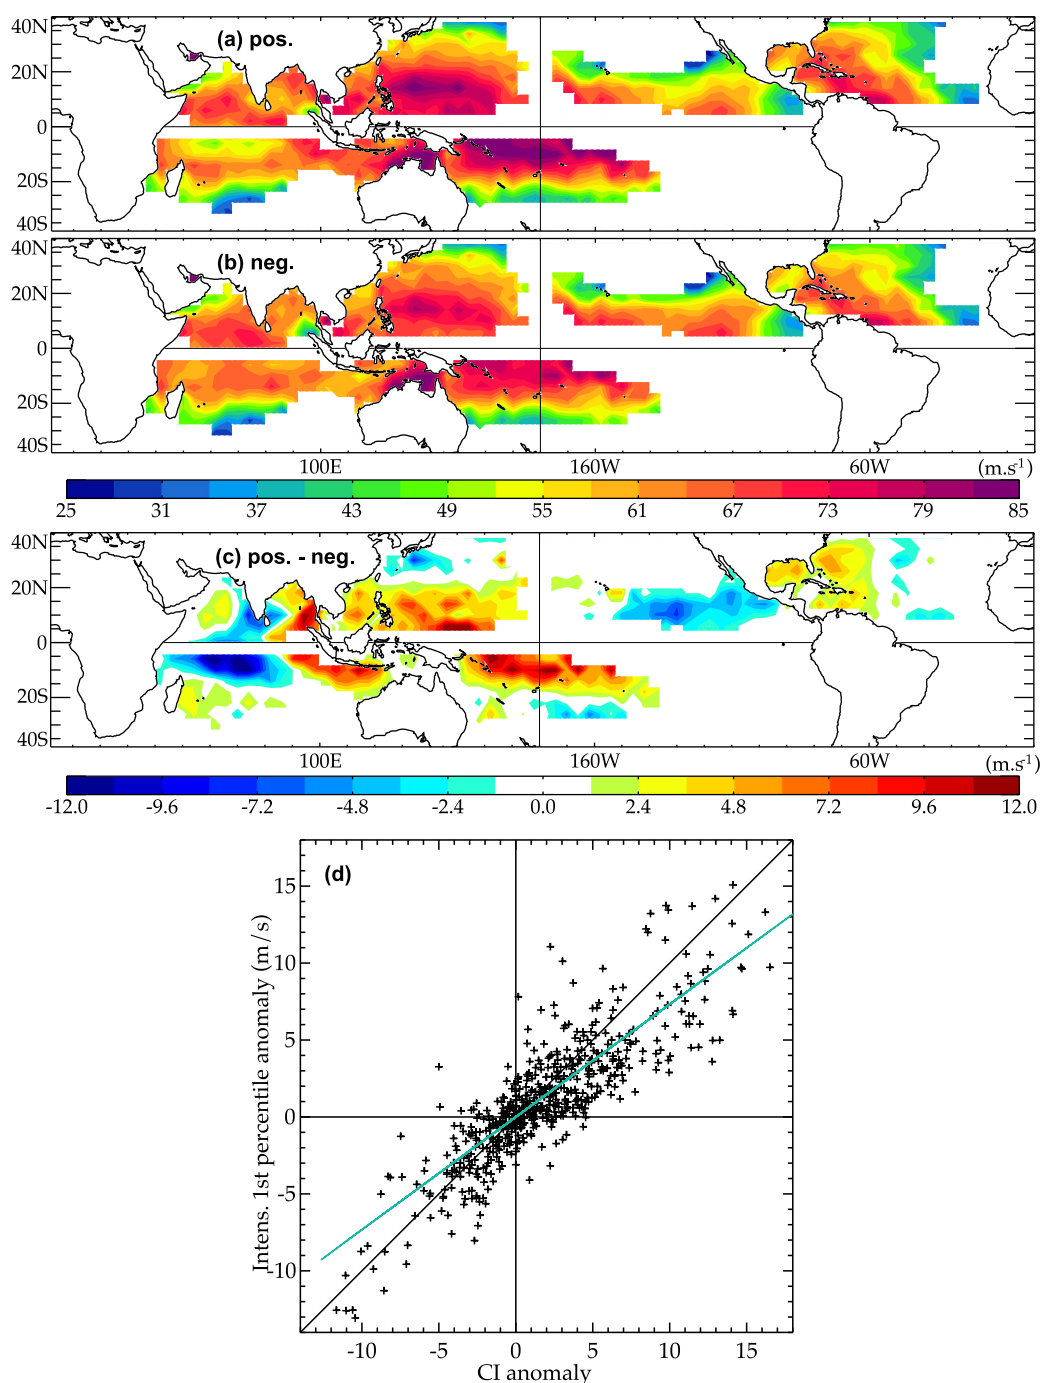 40N
(a) pos.
20N
0
20S
40S
40N
(b) neg.
20N
0
20S
40S
100E 160W 60W (m.s-1)
25 31 37 43 49 55 61 67 73 79 85
40N
(c) pos. - neg.
20N
0
20S
40S
100E 160W 60W (m.s-1)
-12.0 -9.6 -7.2 -4.8 -2.4 0.0 2.4 4.8 7.2 9.6 12.0
(d)
15
10
5
0
-5
-10
Intens. 1st percentile anomaly (m/s)
-10 -5 0 5 10 15
CI anomaly